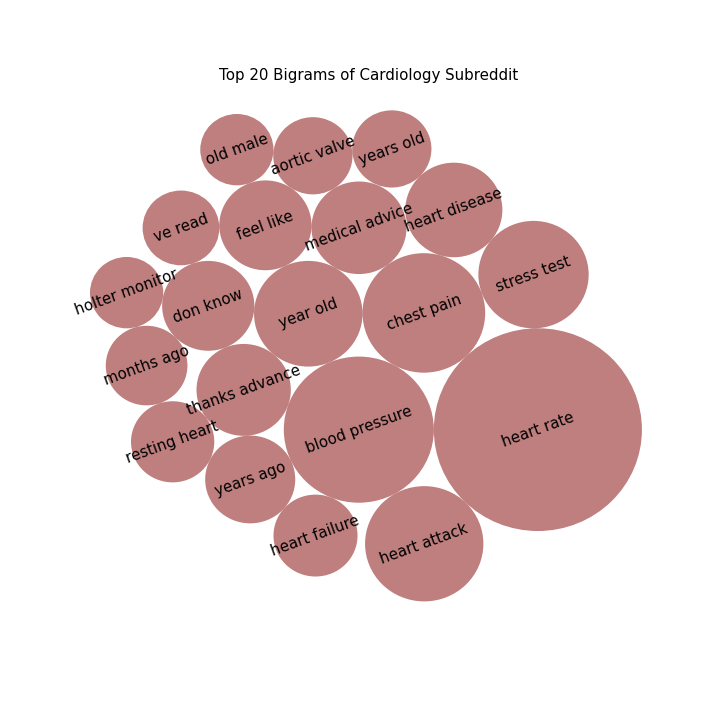 Top 20 Bigrams of Cardiology Subreddit
old male
aortic valve
years old
ve read
feel like
medical advice
heart disease
holter monitor
don know
year old
chest pain
stress test
months ago
thanks advance
blood pressure
heart rate
resting heart
years ago
heart failure
heart attack